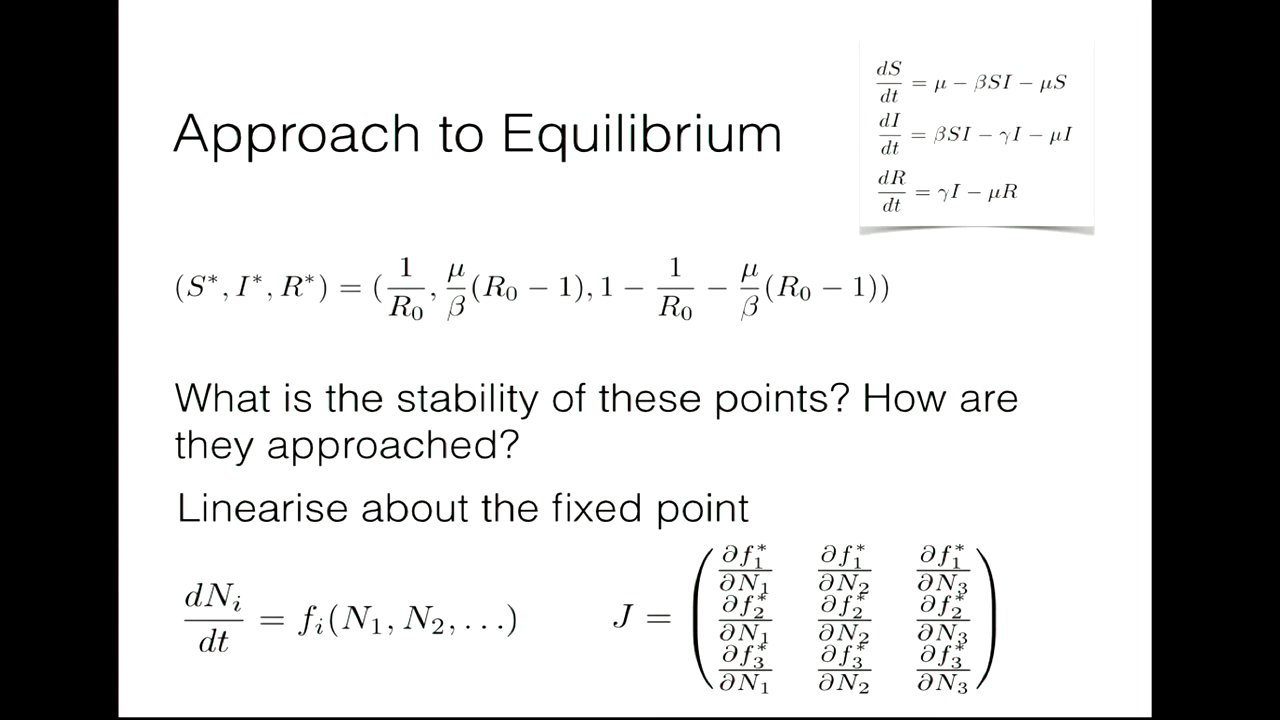 Approach to Equilibrium
dS/dt = μ − βSI − μS
dI/dt = βSI − γI − μI
dR/dt = γI − μR
(S*, I*, R*) = (1/R₀, μ/β(R₀ − 1), 1 − 1/R₀ − μ/β(R₀ − 1))
What is the stability of these points? How are
they approached?
Linearise about the fixed point
dNᵢ/dt = fᵢ(N₁, N₂, . . .)
J = (∂f₁*/∂N₁ ∂f₁*/∂N₂ ∂f₁*/∂N₃
∂f₂*/∂N₁ ∂f₂*/∂N₂ ∂f₂*/∂N₃
∂f₃*/∂N₁ ∂f₃*/∂N₂ ∂f₃*/∂N₃)